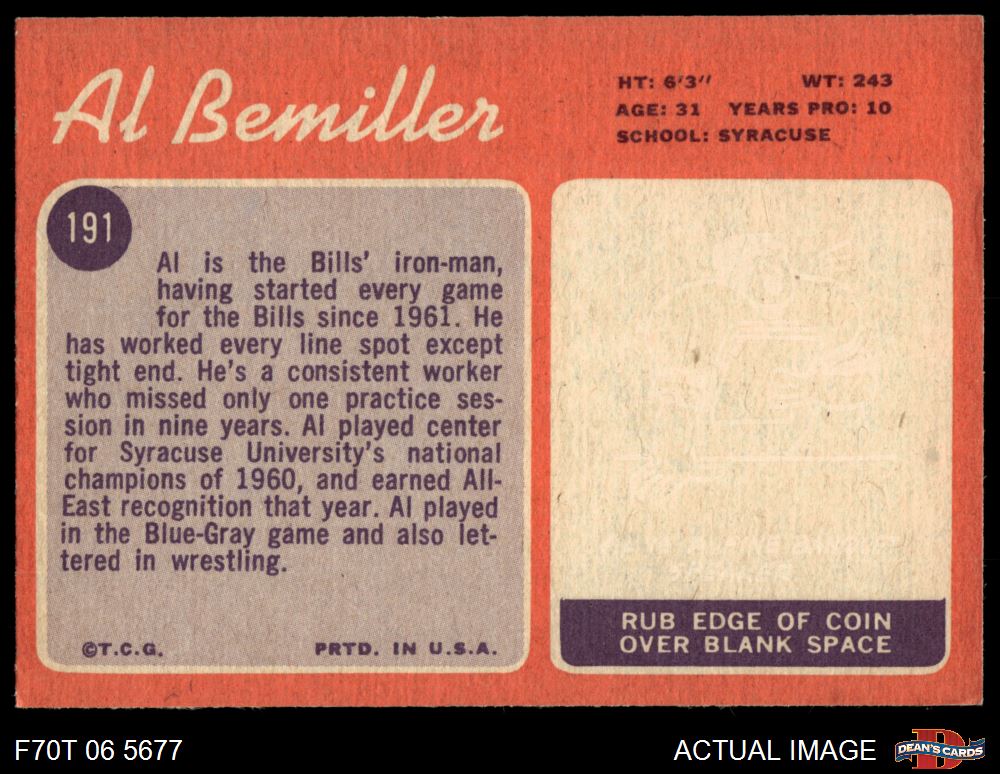 Al Bemiller
HT: 6'3" WT: 243
AGE: 31 YEARS PRO: 10
SCHOOL: SYRACUSE
191
Al is the Bills' iron-man,
having started every game
for the Bills since 1961. He
has worked every line spot except
tight end. He's a consistent worker
who missed only one practice ses-
sion in nine years. Al played center
for Syracuse University's national
champions of 1960, and earned All-
East recognition that year. Al played
in the Blue-Gray game and also let-
tered in wrestling.
©T.C.G. PRTD. IN U.S.A.
RUB EDGE OF COIN
OVER BLANK SPACE
F70T 06 5677
ACTUAL IMAGE
D
DEAN'S CARDS